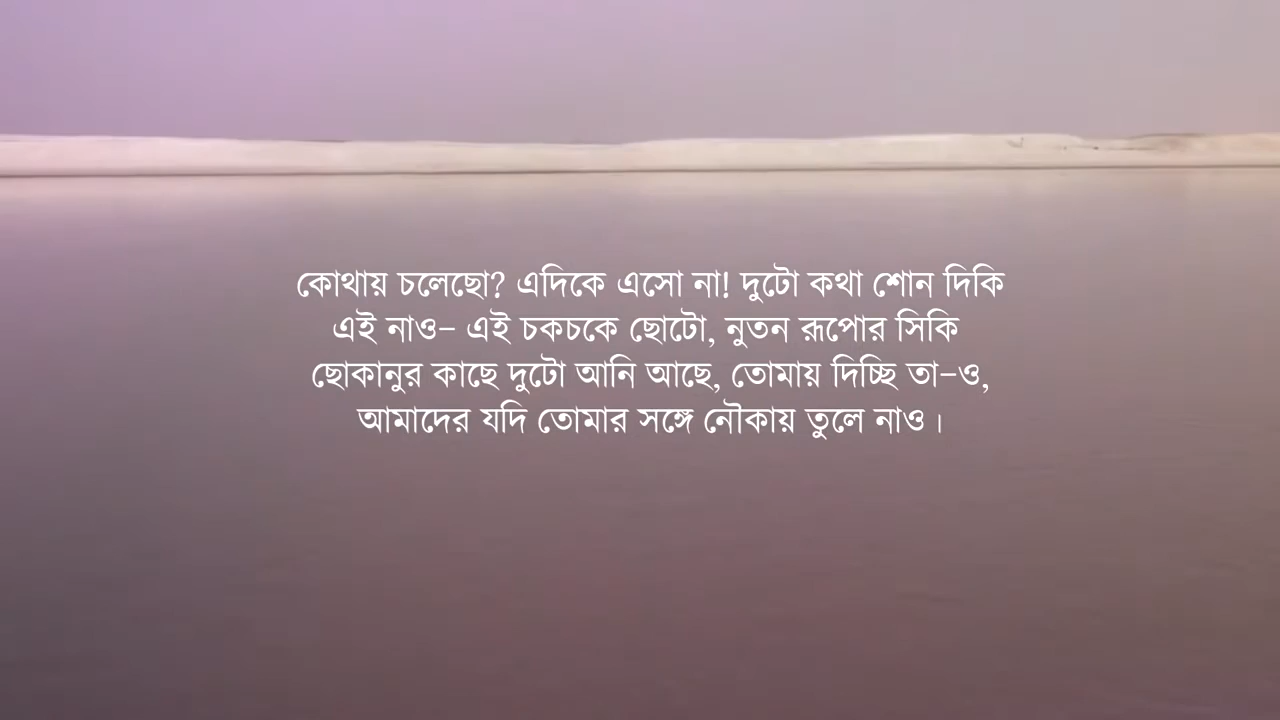 কোথায় চলেছো? এদিকে এসো না! দুটো কথা শোন দিকি
এই নাও– এই চকচকে ছোটো, নুতন রূপোর সিকি
ছোকানুর কাছে দুটো আনি আছে, তোমায় দিচ্ছি তা–ও,
আমাদের যদি তোমার সঙ্গে নৌকায় তুলে নাও।